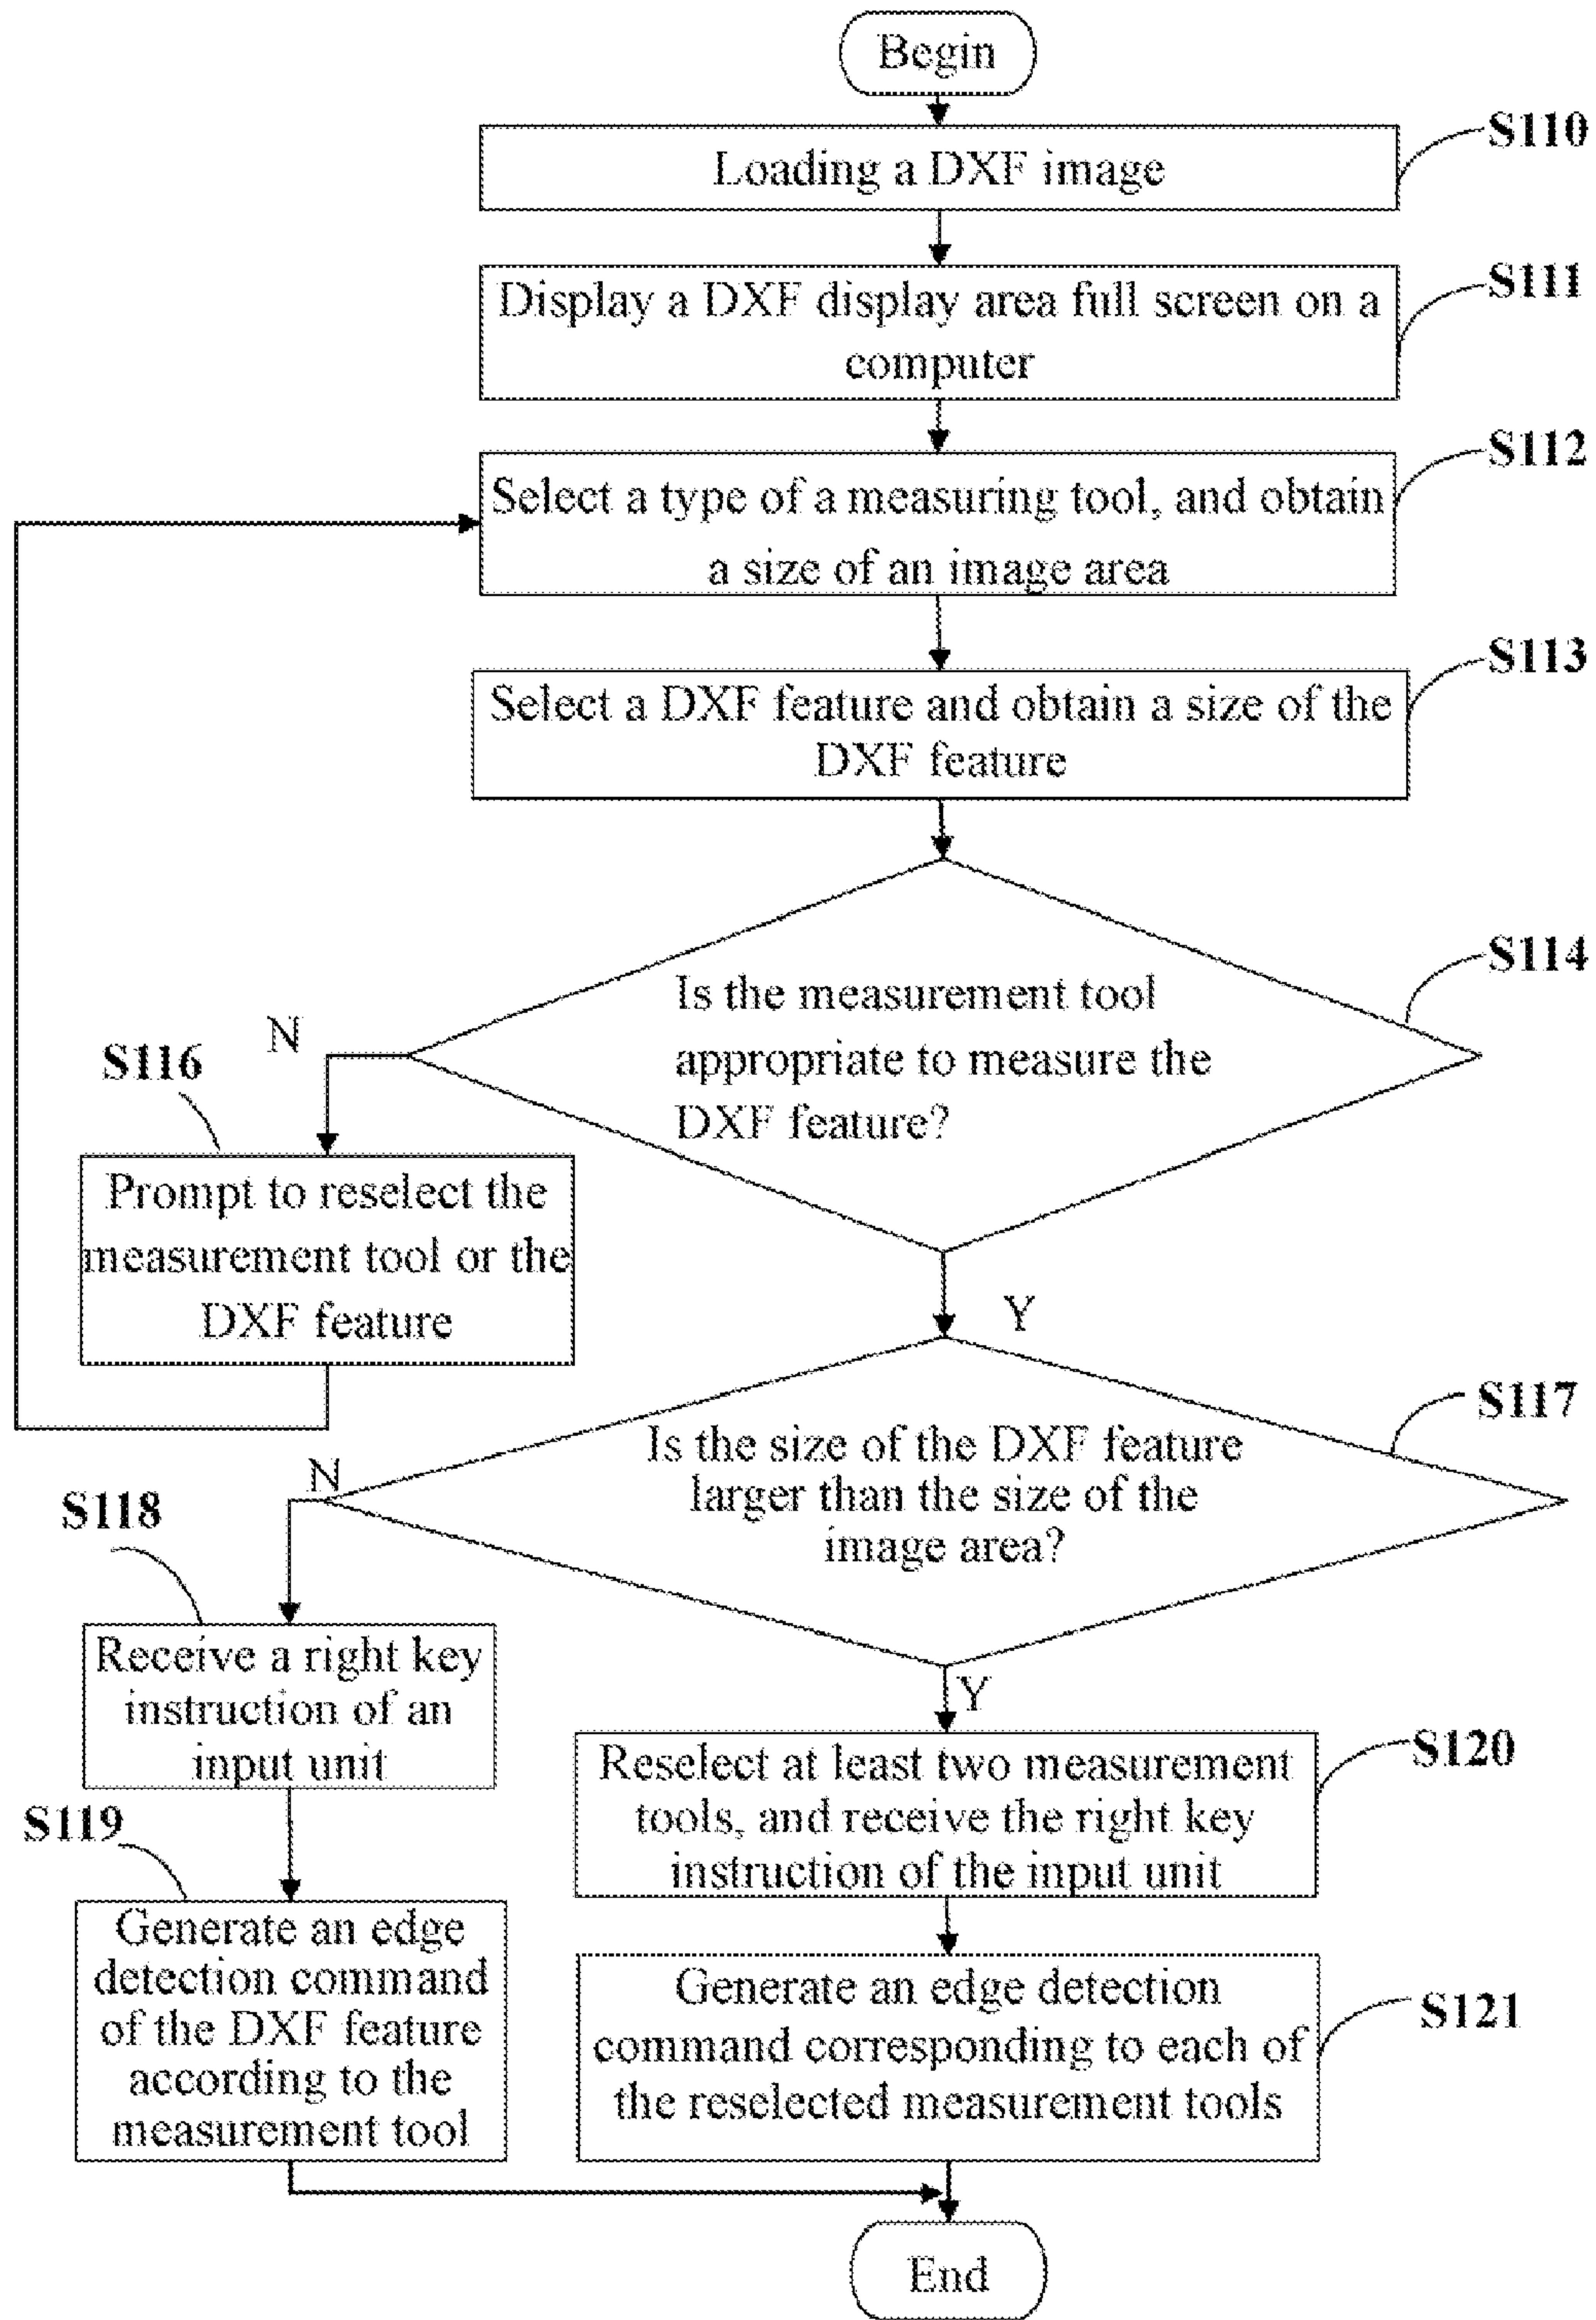 Begin
S110
Loading a DXF image
S111
Display a DXF display area full screen on a
computer
S112
Select a type of a measuring tool, and obtain
a size of an image area
S113
Select a DXF feature and obtain a size of the
DXF feature
S114
Is the measurement tool
appropriate to measure the
DXF feature?
N
S116
Prompt to reselect the
measurement tool or the
DXF feature
Y
S117
Is the size of the DXF feature
larger than the size of the
image area?
N
S118
Receive a right key
instruction of an
input unit
Y
S120
Reselect at least two measurement
tools, and receive the right key
instruction of the input unit
S119
Generate an edge
detection command
of the DXF feature
according to the
measurement tool
S121
Generate an edge detection
command corresponding to each of
the reselected measurement tools
End